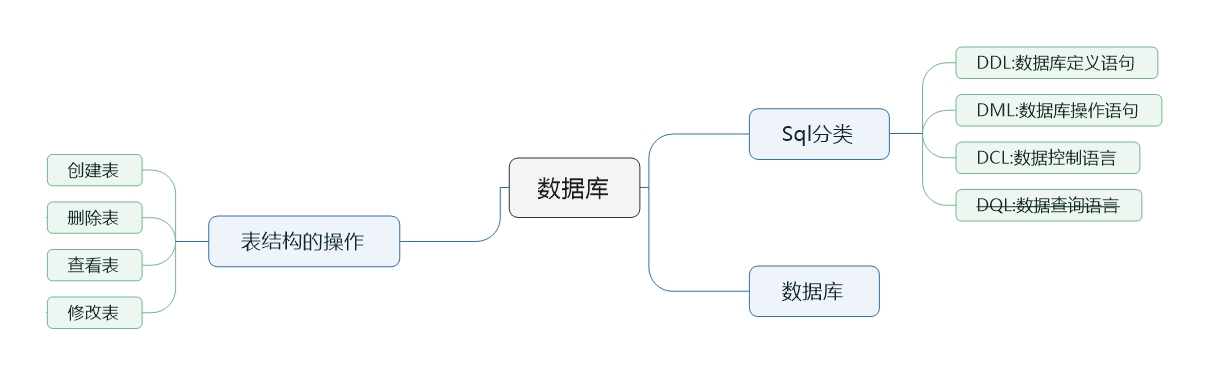 数据库
Sql分类
DDL:数据库定义语句
DML:数据库操作语句
DCL:数据控制语言
DQL:数据查询语言
数据库
表结构的操作
创建表
删除表
查看表
修改表